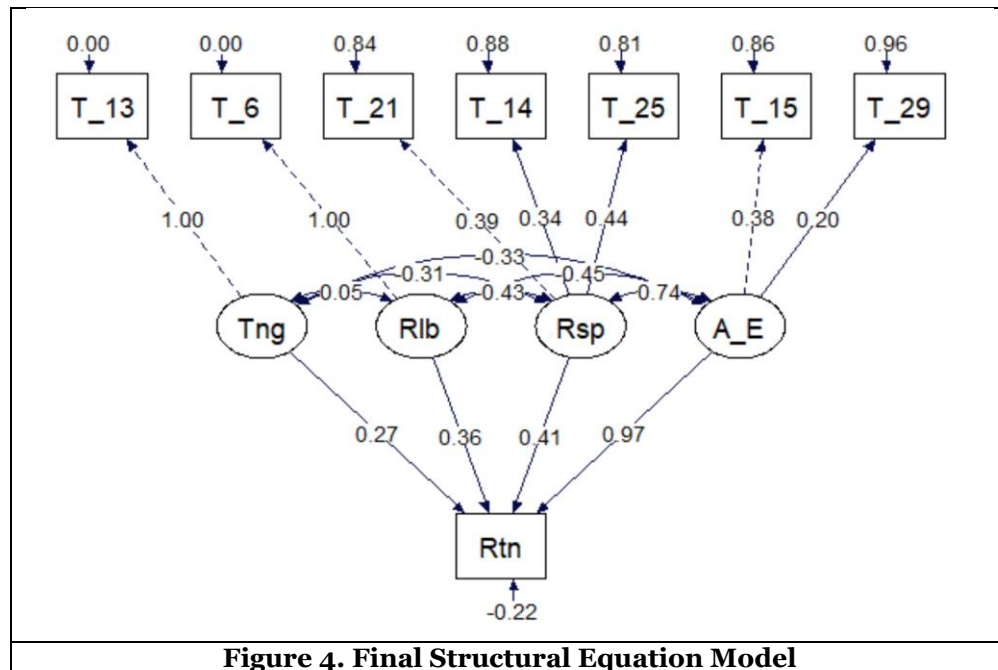 0.00 0.00 0.84 0.88 0.81 0.86 0.96
T_13 T_6 T_21 T_14 T_25 T_15 T_29
1.00 1.00 0.39 0.34 0.44 0.38 0.20
-0.33
-0.31 -0.45
0.05 -0.43 0.74
Tng Rlb Rsp A_E
0.27 0.36 0.41 0.97
Rtn
-0.22
Figure 4. Final Structural Equation Model